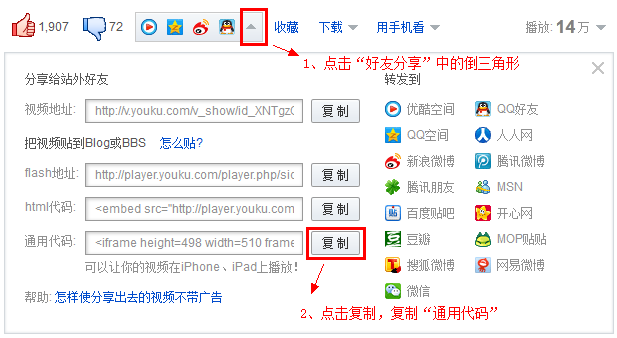 1,907 72 收藏 下载 用手机看 播放: 14万
1、点击“好友分享”中的倒三角形
分享给站外好友
视频地址: http://v.youku.com/v_show/id_XNTgzO 复制
把视频贴到Blog或BBS 怎么贴?
flash地址: http://player.youku.com/player.php/sid 复制
html代码: <embed src="http://player.youku.com 复制
通用代码: <iframe height=498 width=510 frame 复制
可以让你的视频在iPhone、iPad上播放!
帮助: 怎样使分享出去的视频不带广告
2、点击复制，复制“通用代码”
转发到
优酷空间 QQ好友
QQ空间 人人网
新浪微博 腾讯微博
腾讯朋友 MSN
百度贴吧 开心网
豆瓣 MOP贴贴
搜狐微博 网易微博
微信